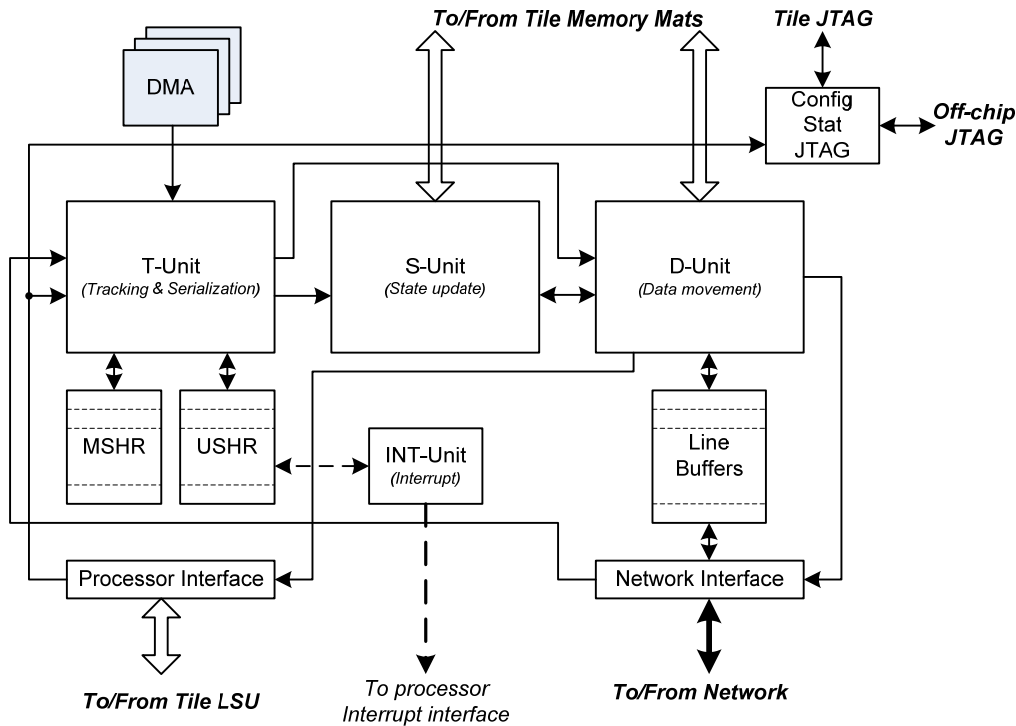 To/From Tile Memory Mats
Tile JTAG
DMA
Config
Stat
JTAG
Off-chip
JTAG
T-Unit
(Tracking & Serialization)
S-Unit
(State update)
D-Unit
(Data movement)
MSHR
USHR
INT-Unit
(Interrupt)
Line
Buffers
Processor Interface
Network Interface
To/From Tile LSU
To processor
Interrupt interface
To/From Network